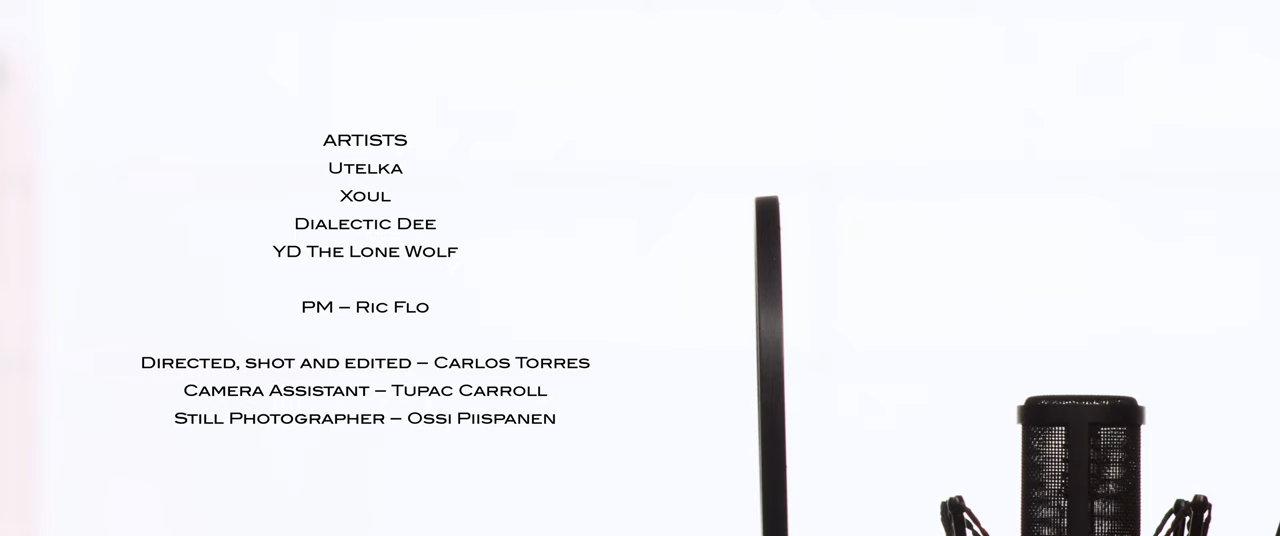 ARTISTS
Utelka
Xoul
Dialectic Dee
YD The Lone Wolf
PM – Ric Flo
Directed, shot and edited – Carlos Torres
Camera Assistant – Tupac Carroll
Still Photographer – Ossi Piispanen